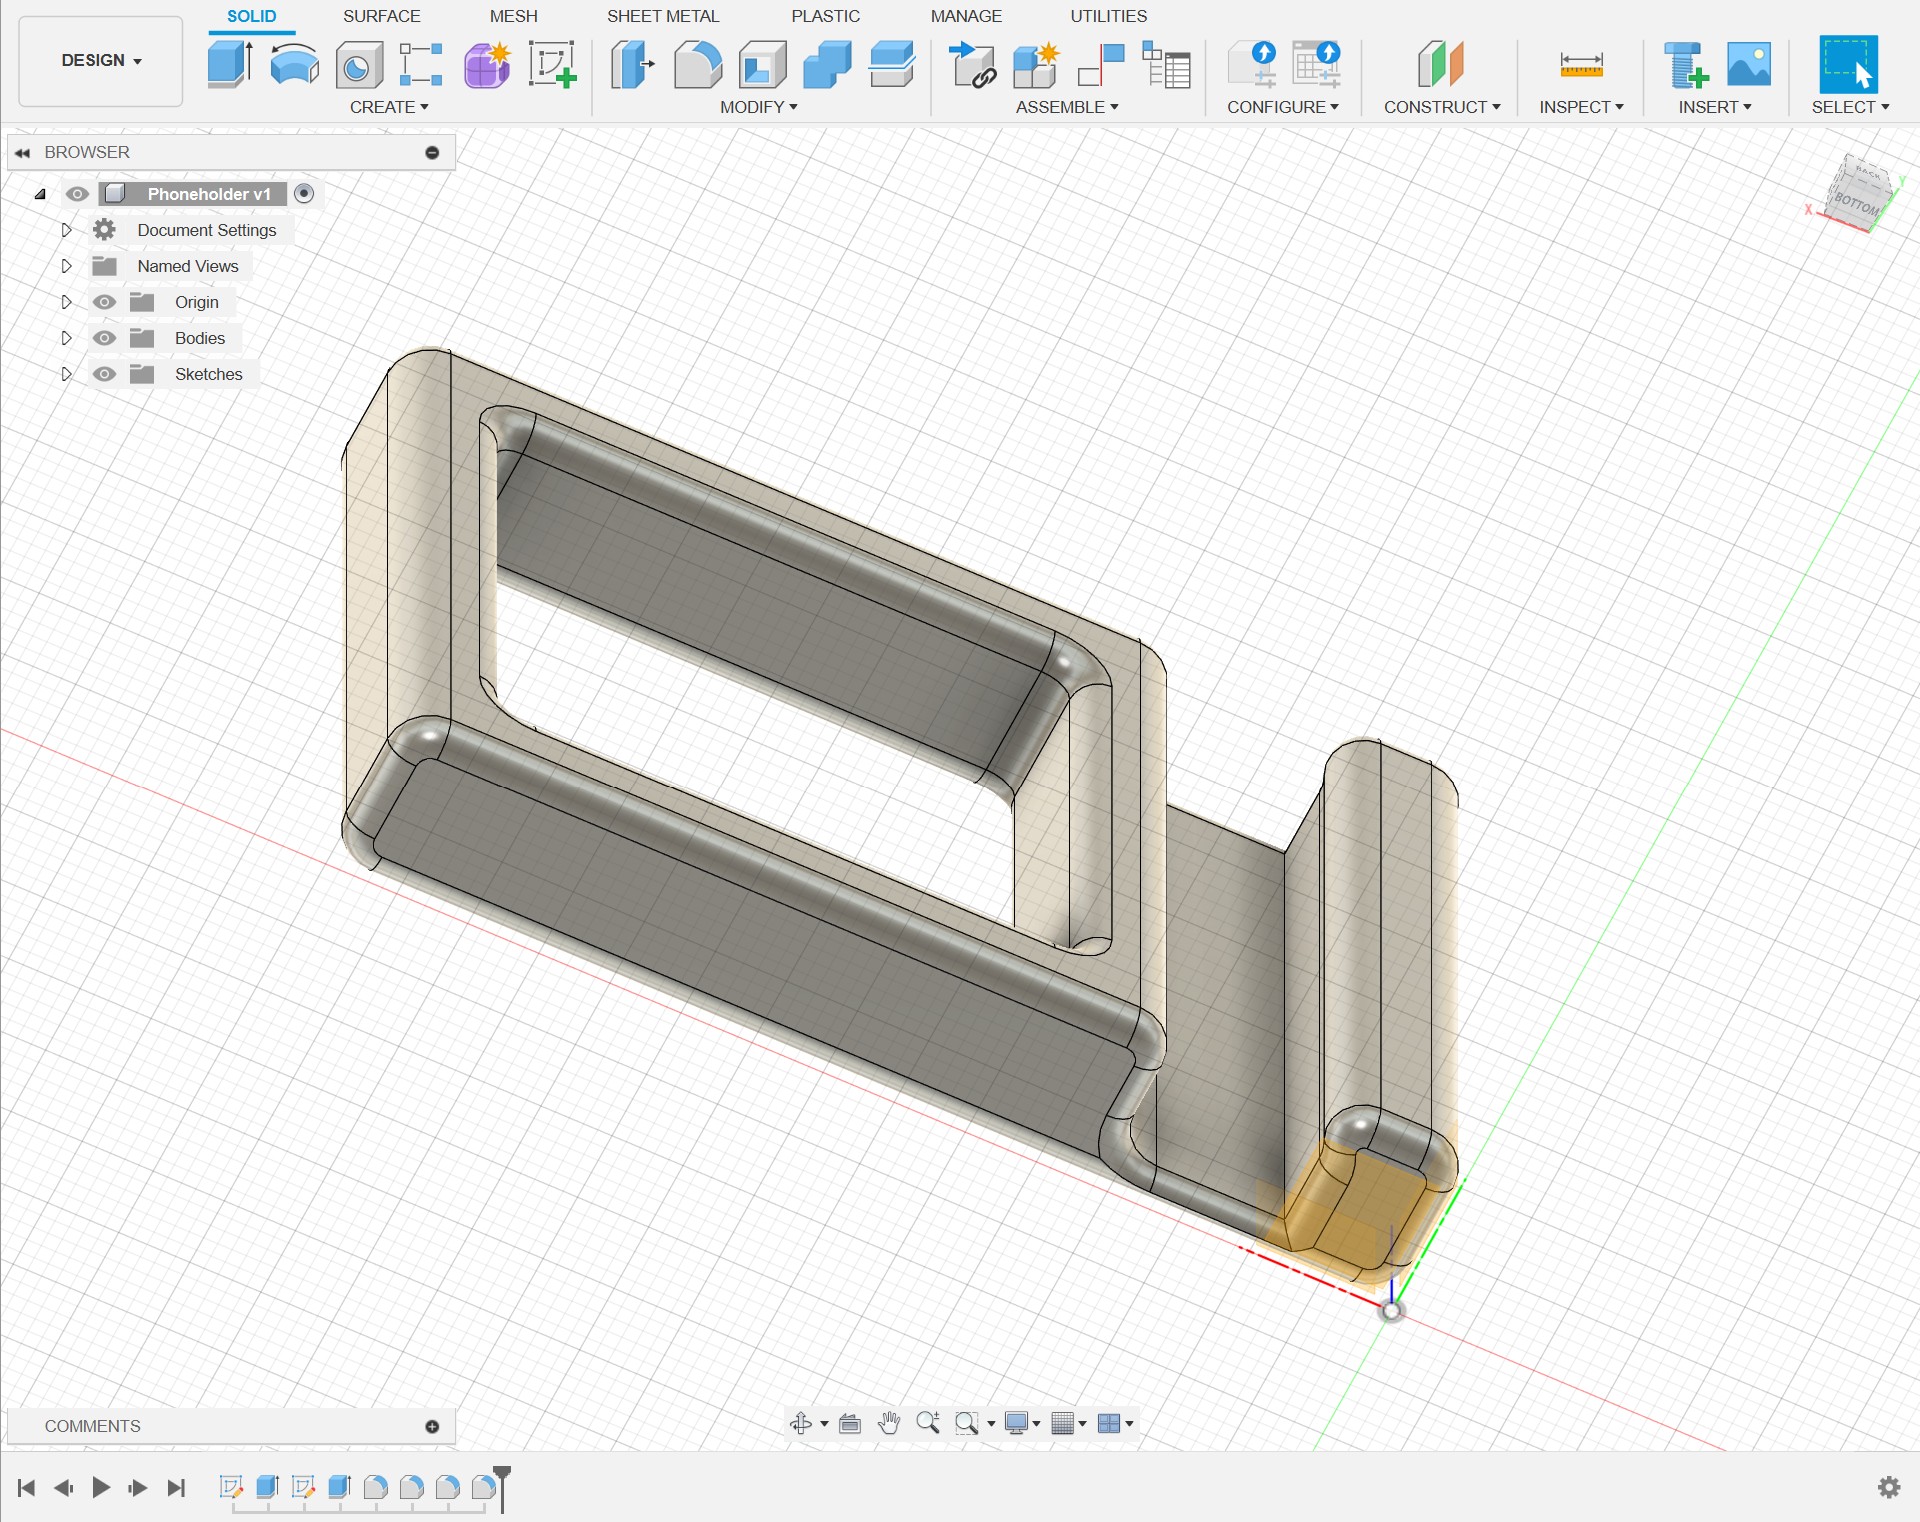 SOLID SURFACE MESH SHEET METAL PLASTIC MANAGE UTILITIES
DESIGN
CREATE MODIFY ASSEMBLE CONFIGURE CONSTRUCT INSPECT INSERT SELECT
BROWSER
Phoneholder v1
Document Settings
Named Views
Origin
Bodies
Sketches
BACK
BOTTOM
X
Y
COMMENTS